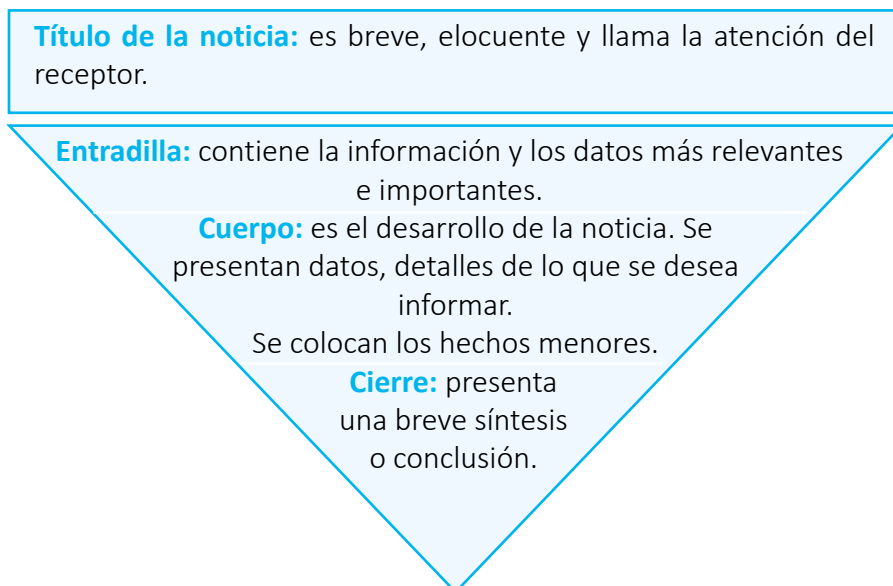 Título de la noticia: es breve, elocuente y llama la atención del
receptor.
Entradilla: contiene la información y los datos más relevantes
e importantes.
Cuerpo: es el desarrollo de la noticia. Se
presentan datos, detalles de lo que se desea
informar.
Se colocan los hechos menores.
Cierre: presenta
una breve síntesis
o conclusión.